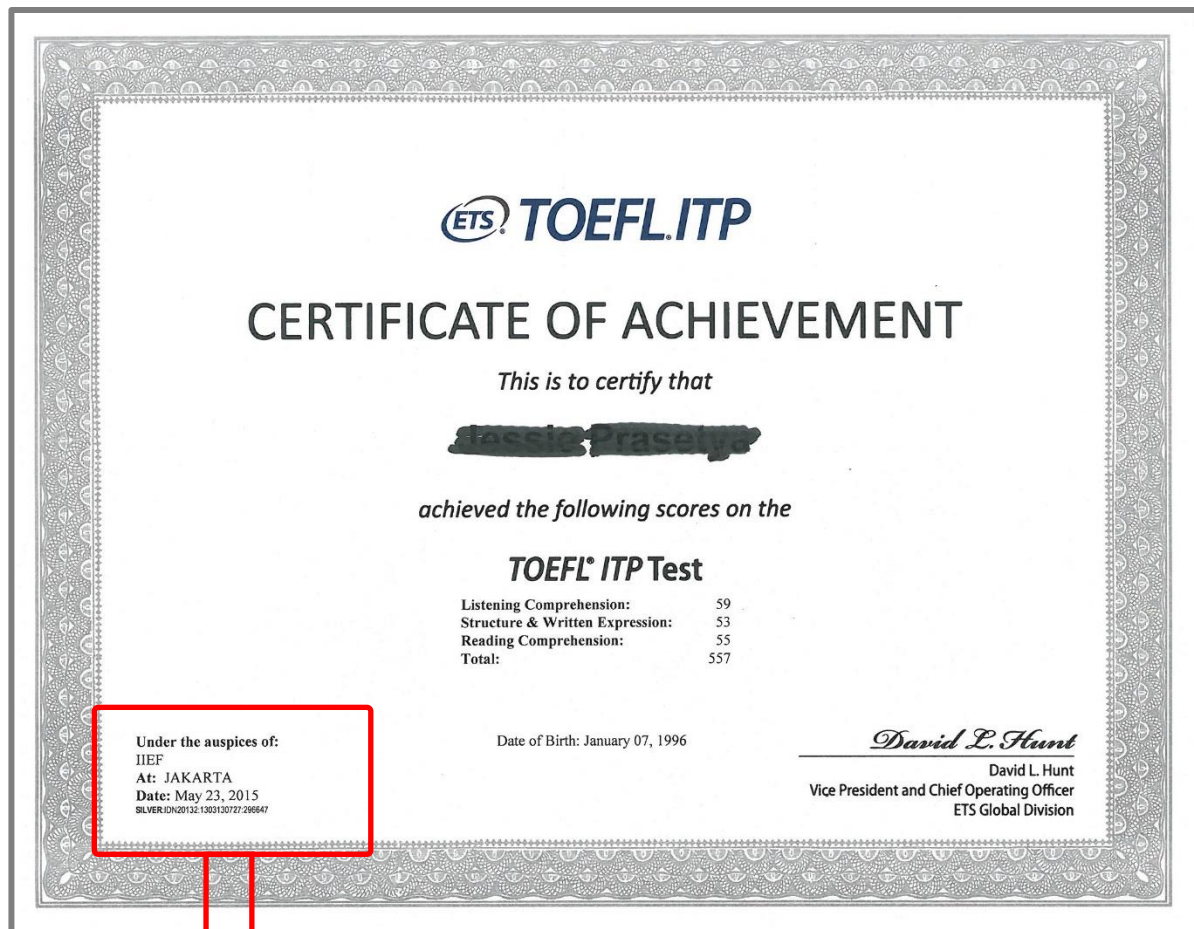 ETS TOEFL ITP
CERTIFICATE OF ACHIEVEMENT
This is to certify that
achieved the following scores on the
TOEFL® ITP Test
Listening Comprehension: 59
Structure & Written Expression: 53
Reading Comprehension: 55
Total: 557
Under the auspices of:
IIEF
At: JAKARTA
Date: May 23, 2015
SILVER:IDN20132:1303130727:296647
Date of Birth: January 07, 1996
David L. Hunt
David L. Hunt
Vice President and Chief Operating Officer
ETS Global Division